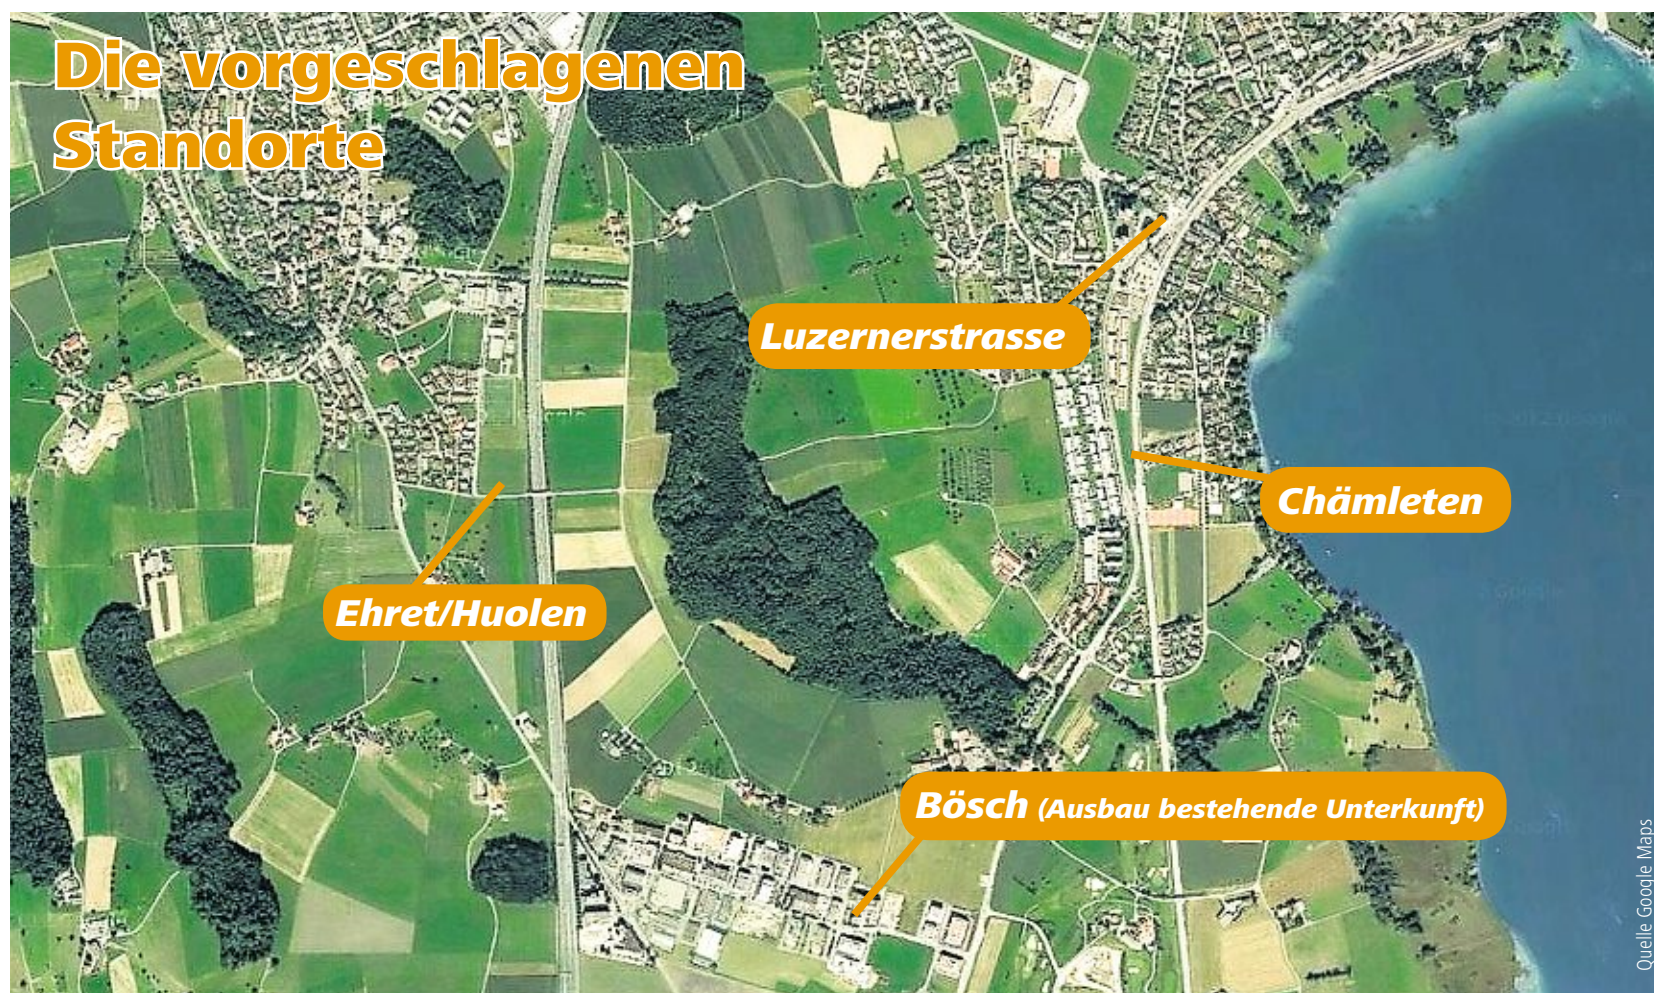 Die vorgeschlagenen
Standorte
Luzernerstrasse
Chämleten
Ehret/Huolen
Bösch (Ausbau bestehende Unterkunft)
Quelle Google Maps